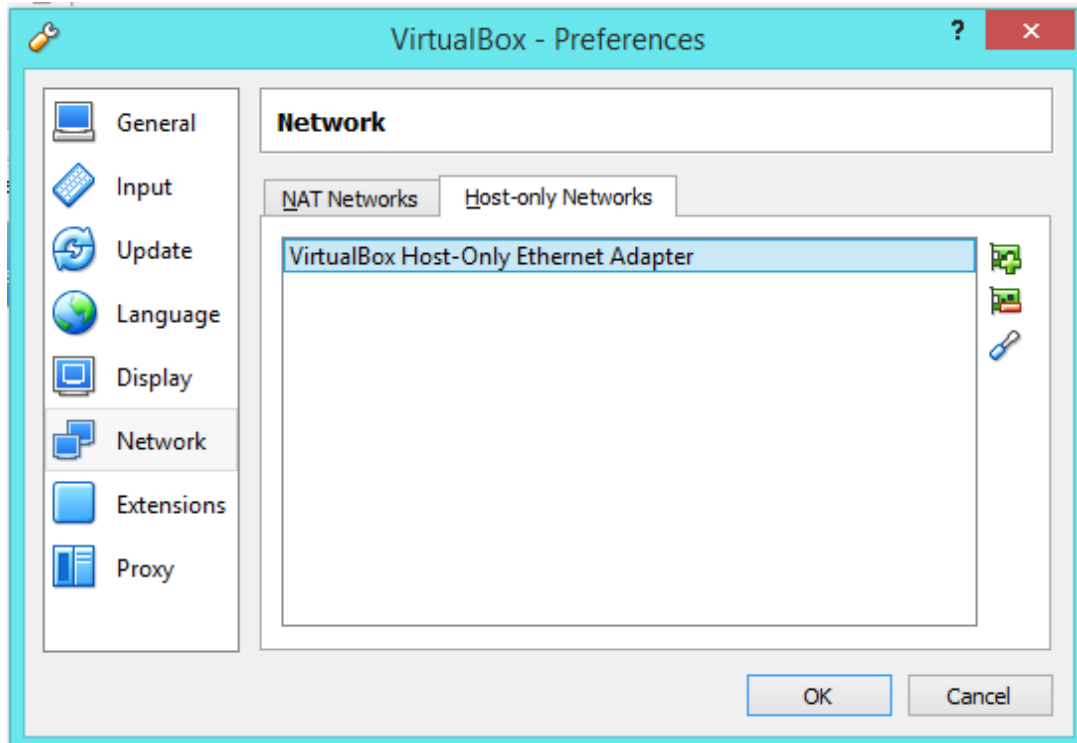 VirtualBox - Preferences
?
General
Input
Update
Language
Display
Network
Extensions
Proxy
Network
NAT Networks
Host-only Networks
VirtualBox Host-Only Ethernet Adapter
OK
Cancel